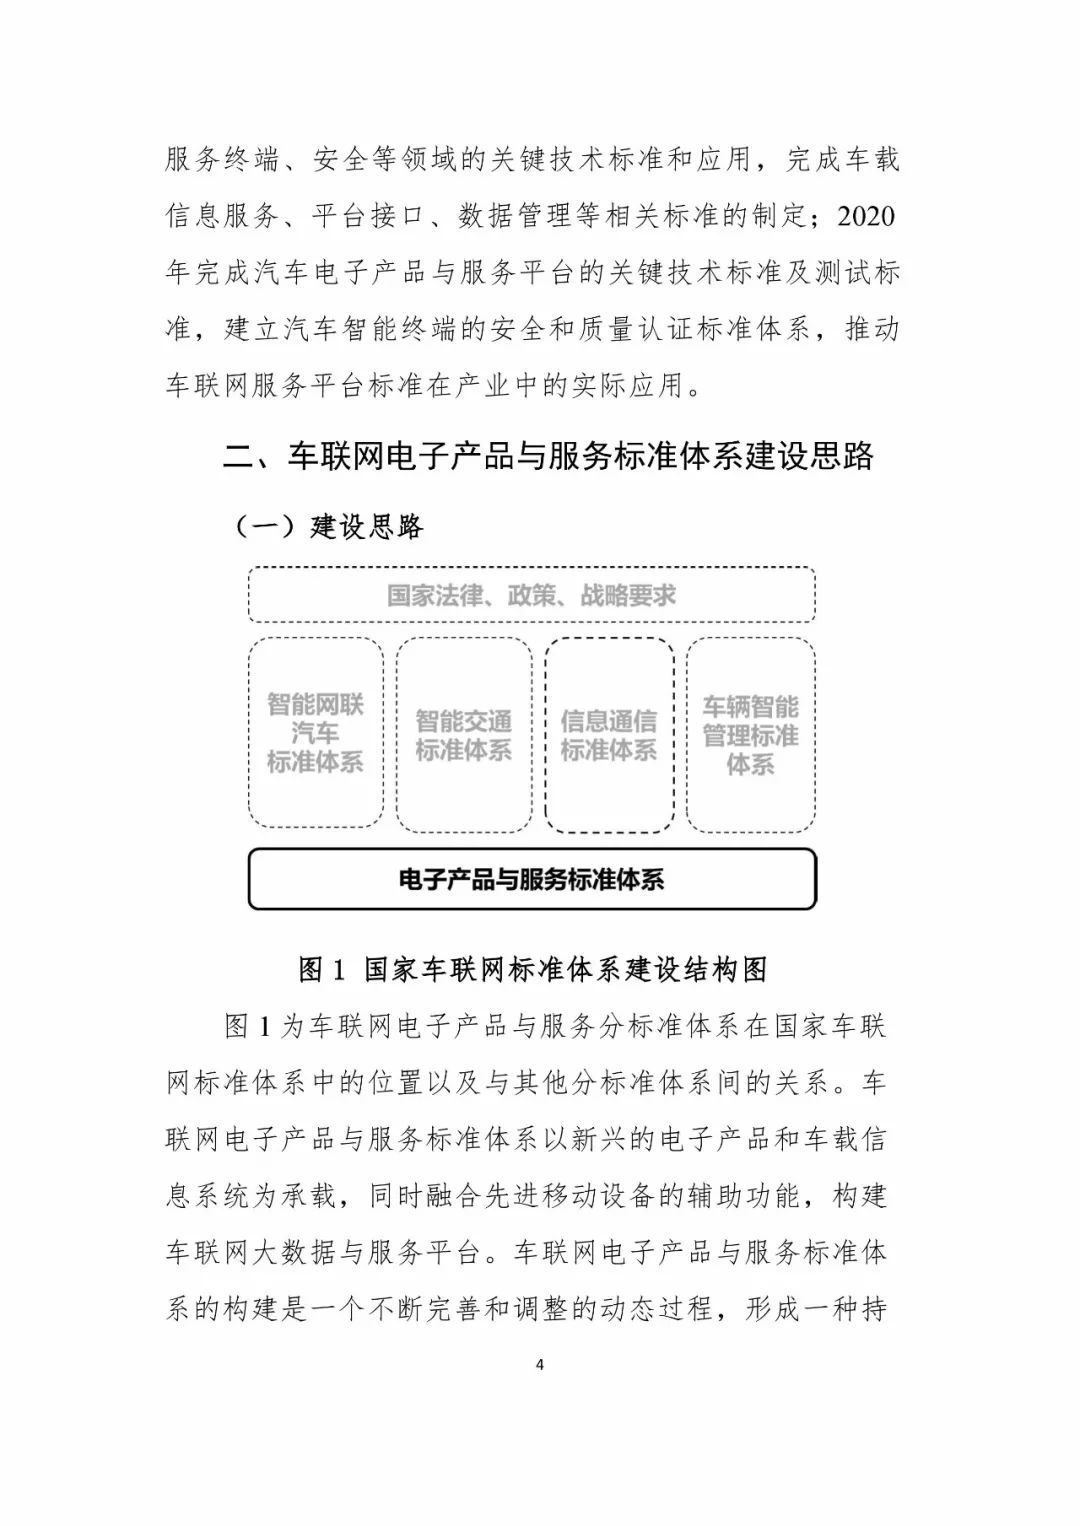 服务终端、安全等领域的关键技术标准和应用，完成车载
信息服务、平台接口、数据管理等相关标准的制定；2020
年完成汽车电子产品与服务平台的关键技术标准及测试标
准，建立汽车智能终端的安全和质量认证标准体系，推动
车联网服务平台标准在产业中的实际应用。
二、车联网电子产品与服务标准体系建设思路
（一）建设思路
国家法律、政策、战略要求
智能网联
汽车
标准体系
智能交通
标准体系
信息通信
标准体系
车辆智能
管理标准
体系
电子产品与服务标准体系
图 1 国家车联网标准体系建设结构图
图 1 为车联网电子产品与服务分标准体系在国家车联
网标准体系中的位置以及与其他分标准体系间的关系。车
联网电子产品与服务标准体系以新兴的电子产品和车载信
息系统为承载，同时融合先进移动设备的辅助功能，构建
车联网大数据与服务平台。车联网电子产品与服务标准体
系的构建是一个不断完善和调整的动态过程，形成一种持
4